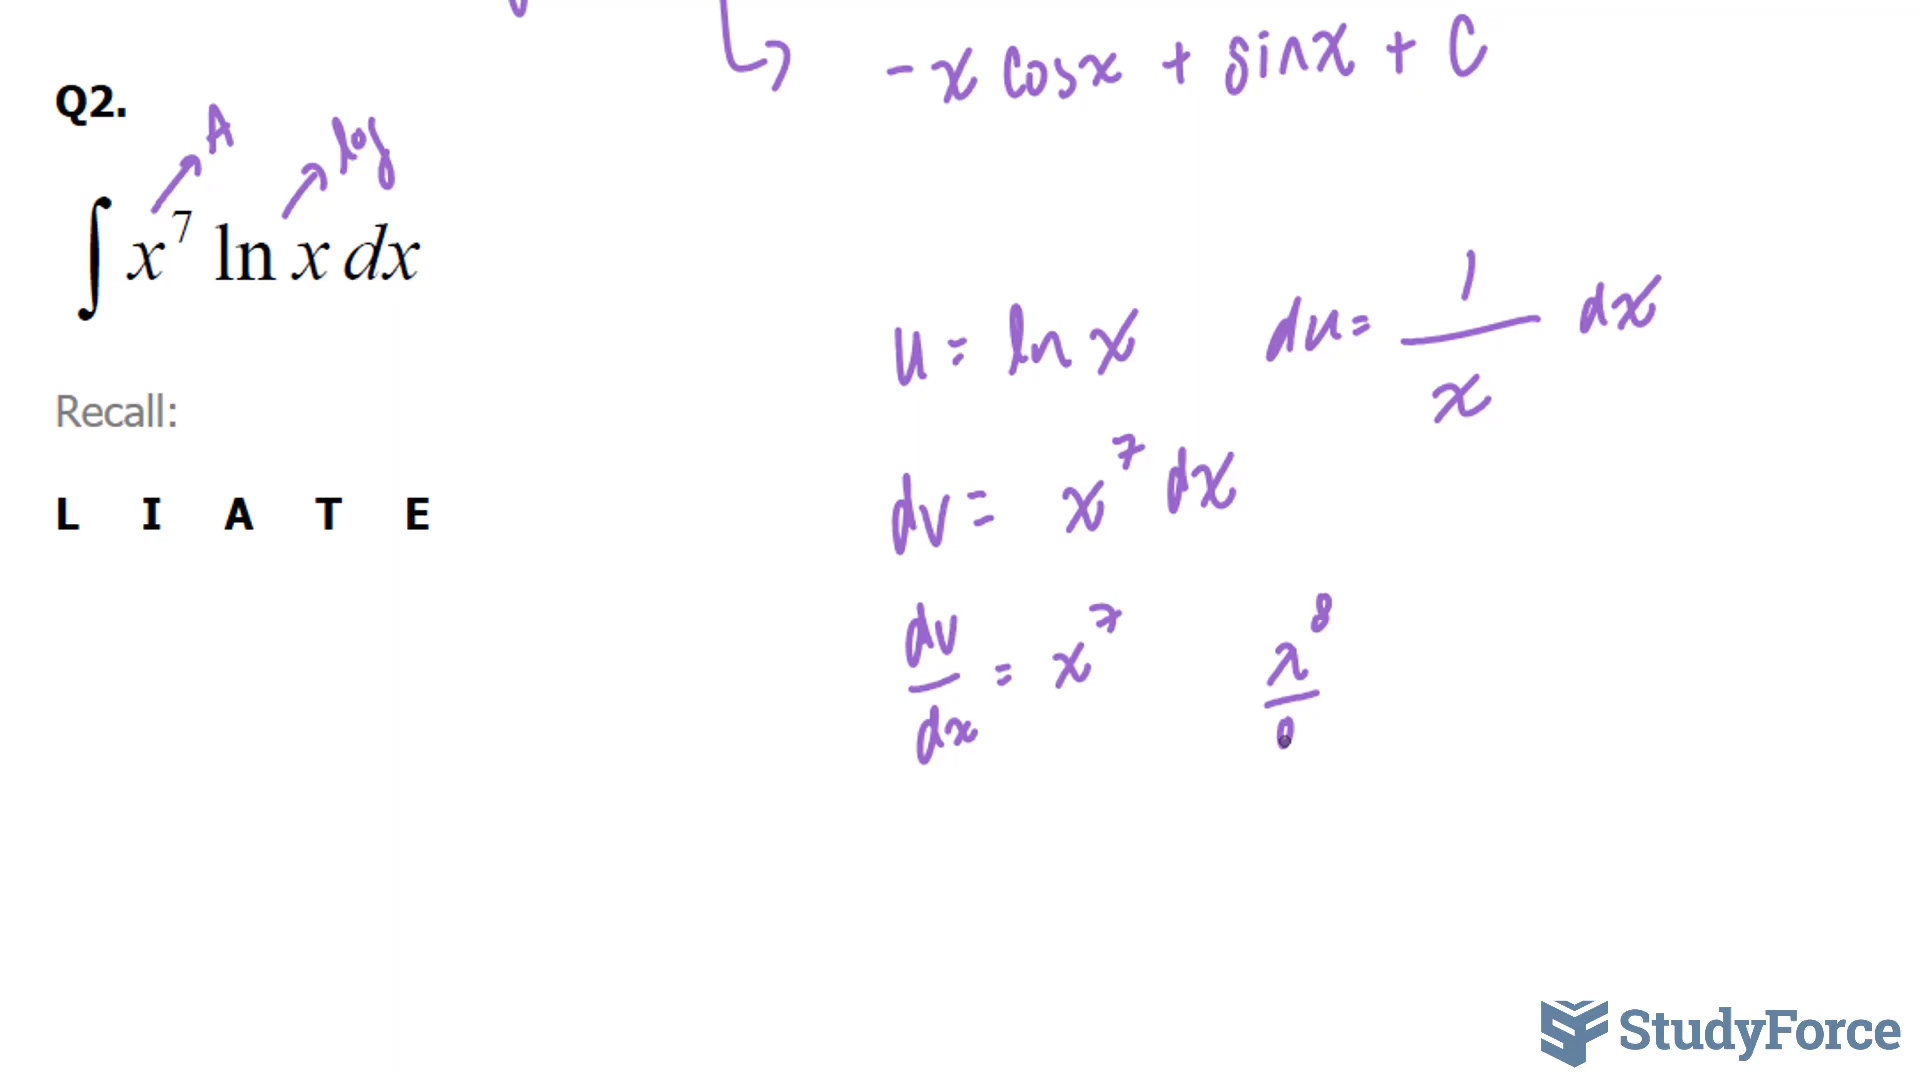 -x cosx + sinx + C
Q2.
A log
∫ x⁷ ln x dx
u = ln x du = 1/x dx
Recall:
dv = x⁷ dx
L I A T E
dv/dx = x⁷ x⁸/8
StudyForce